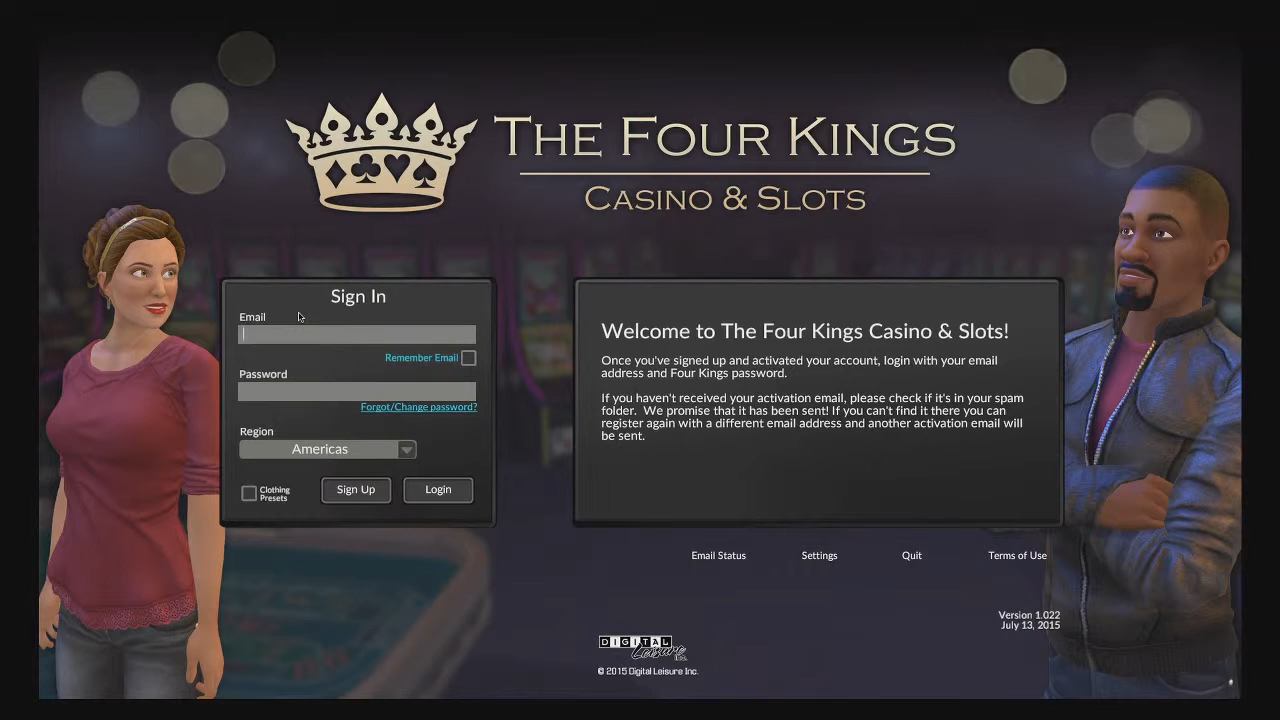 THE FOUR KINGS
CASINO & SLOTS
Sign In
Email
Remember Email
Password
Forgot/Change password?
Region
Americas
Clothing
Presets
Sign Up
Login
Welcome to The Four Kings Casino & Slots!
Once you've signed up and activated your account, login with your email
address and Four Kings password.
If you haven't received your activation email, please check if it's in your spam
folder.  We promise that it has been sent! If you can't find it there you can
register again with a different email address and another activation email will
be sent.
Email Status
Settings
Quit
Terms of Use
Version 1.022
July 13, 2015
DIGITAL
Leisure
Inc.
© 2015 Digital Leisure Inc.